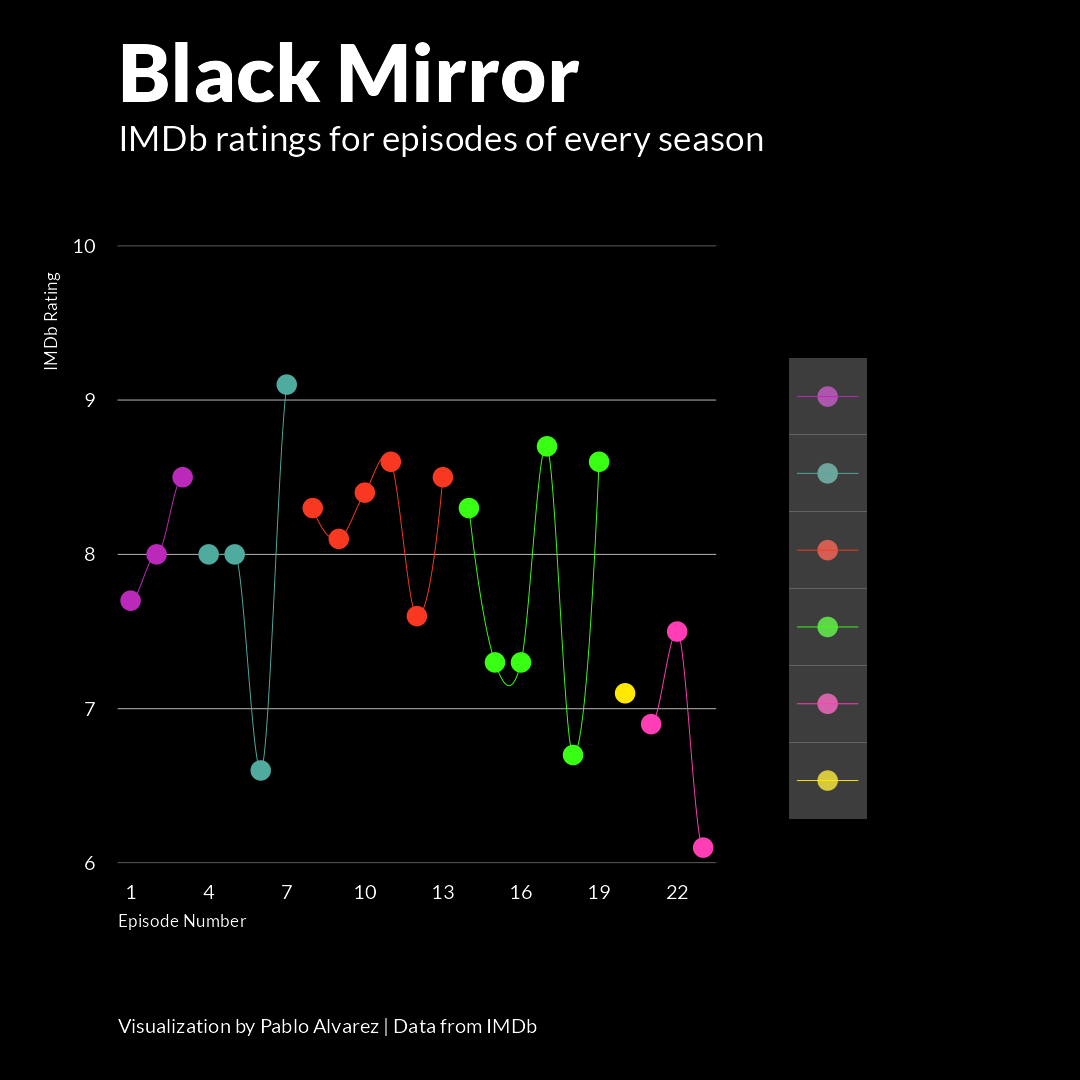 Black Mirror
IMDb ratings for episodes of every season
10
IMDb Rating
9
8
7
6
1 4 7 10 13 16 19 22
Episode Number
Visualization by Pablo Alvarez | Data from IMDb